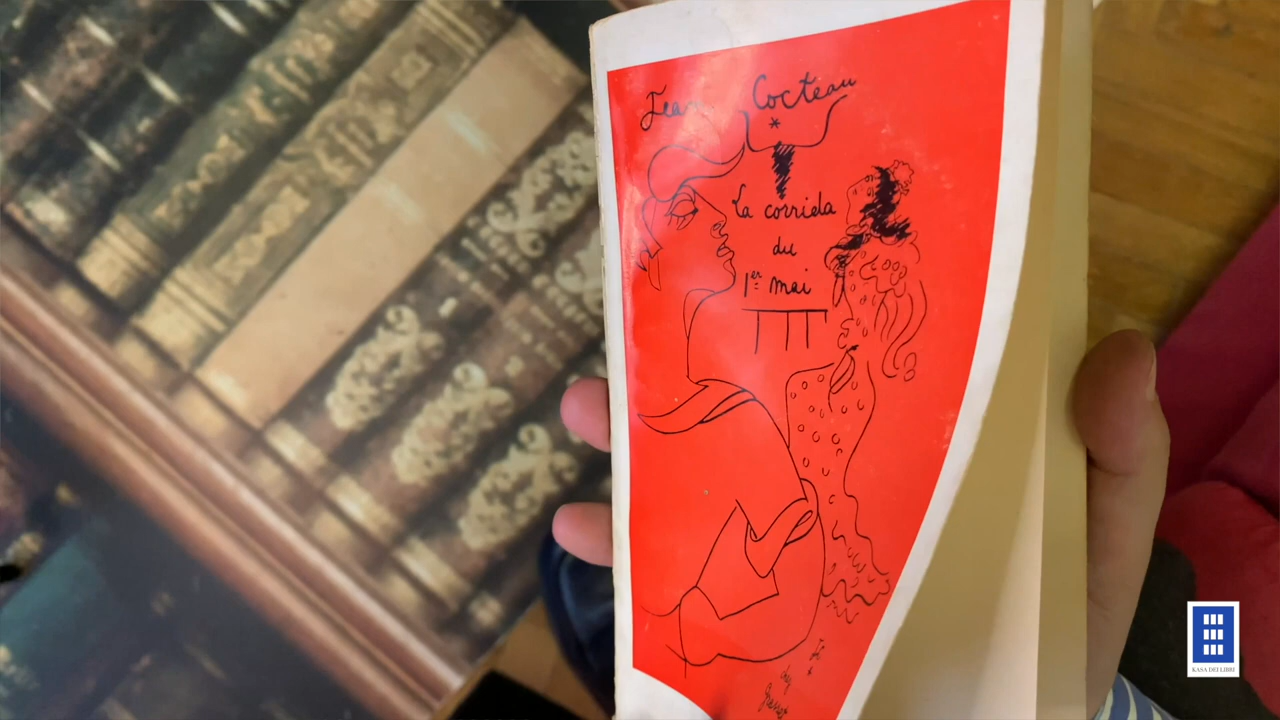 Jean Cocteau
*
La corrida
du
1er mai
KASA DEI LIBRI